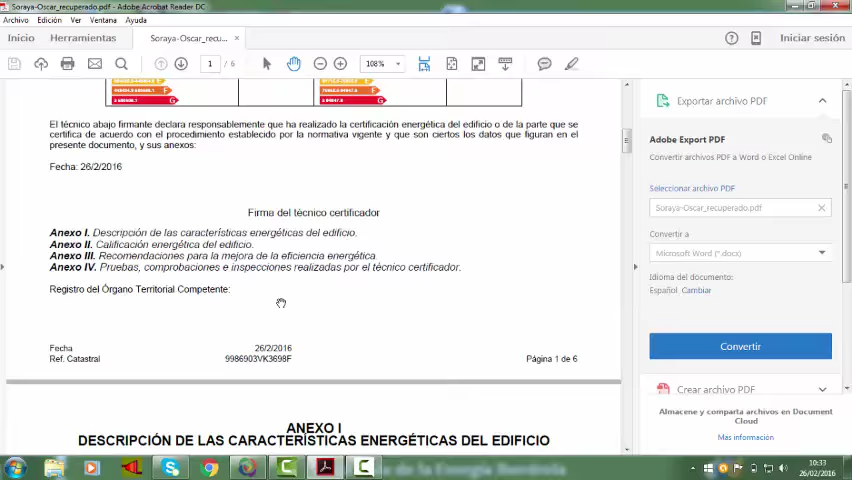 Soraya-Oscar_recuperado.pdf - Adobe Acrobat Reader DC
Archivo Edición Ver Ventana Ayuda
Inicio Herramientas Soraya-Oscar_recu... × Iniciar sesión
1 / 6 108%
El técnico abajo firmante declara responsablemente que ha realizado la certificación energética del edificio o de la parte que se
certifica de acuerdo con el procedimiento establecido por la normativa vigente y que son ciertos los datos que figuran en el
presente documento, y sus anexos:
Fecha: 26/2/2016
Firma del técnico certificador
Anexo I. Descripción de las características energéticas del edificio.
Anexo II. Calificación energética del edificio.
Anexo III. Recomendaciones para la mejora de la eficiencia energética
Anexo IV. Pruebas, comprobaciones e inspecciones realizadas por el técnico certificador.
Registro del Órgano Territorial Competente:
Fecha 26/2/2016
Ref. Catastral 9986903VK3698F Página 1 de 6
ANEXO I
DESCRIPCIÓN DE LAS CARACTERÍSTICAS ENERGÉTICAS DEL EDIFICIO
Exportar archivo PDF
Adobe Export PDF
Convertir archivos PDF a Word o Excel Online
Seleccionar archivo PDF
Soraya-Oscar_recuperado.pdf
Convertir a
Microsoft Word (*.docx)
Idioma del documento:
Español Cambiar
Convertir
Crear archivo PDF
Almacene y comparta archivos en Document
Cloud
Más información
10:33
26/02/2016